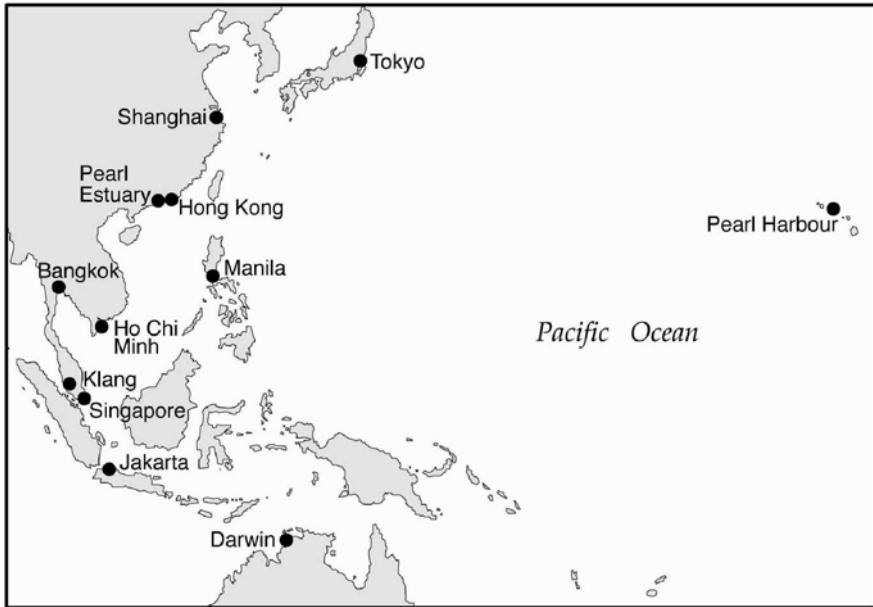 Tokyo
Shanghai
Pearl
Estuary
Hong Kong
Pearl Harbour
Bangkok
Manila
Ho Chi
Minh
Pacific Ocean
Klang
Singapore
Jakarta
Darwin